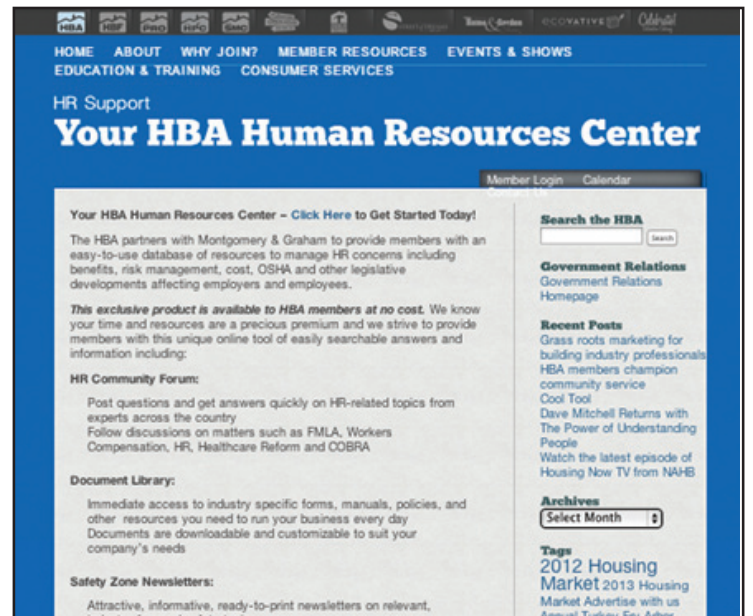 HBA HBF PRO
HOME ABOUT WHY JOIN? MEMBER RESOURCES EVENTS & SHOWS
EDUCATION & TRAINING CONSUMER SERVICES
HR Support
Your HBA Human Resources Center
Member Login Calendar
Contact Us
Your HBA Human Resources Center – Click Here to Get Started Today!
The HBA partners with Montgomery & Graham to provide members with an
easy-to-use database of resources to manage HR concerns including
benefits, risk management, cost, OSHA and other legislative
developments affecting employers and employees.
This exclusive product is available to HBA members at no cost. We know
your time and resources are a precious premium and we strive to provide
members with this unique online tool of easily searchable answers and
information including:
HR Community Forum:
Post questions and get answers quickly on HR-related topics from
experts across the country
Follow discussions on matters such as FMLA, Workers
Compensation, HR, Healthcare Reform and COBRA
Document Library:
Immediate access to industry specific forms, manuals, policies, and
other resources you need to run your business every day
Documents are downloadable and customizable to suit your
company's needs
Safety Zone Newsletters:
Attractive, informative, ready-to-print newsletters on relevant,
Search the HBA
Search
Government Relations
Government Relations
Homepage
Recent Posts
Grass roots marketing for
building industry professionals
HBA members champion
community service
Cool Tool
Dave Mitchell Returns with
The Power of Understanding
People
Watch the latest episode of
Housing Now TV from NAHB
Archives
Select Month
Tags
2012 Housing
Market 2013 Housing
Market Advertise with us
Annual Turkey Fry Arbor